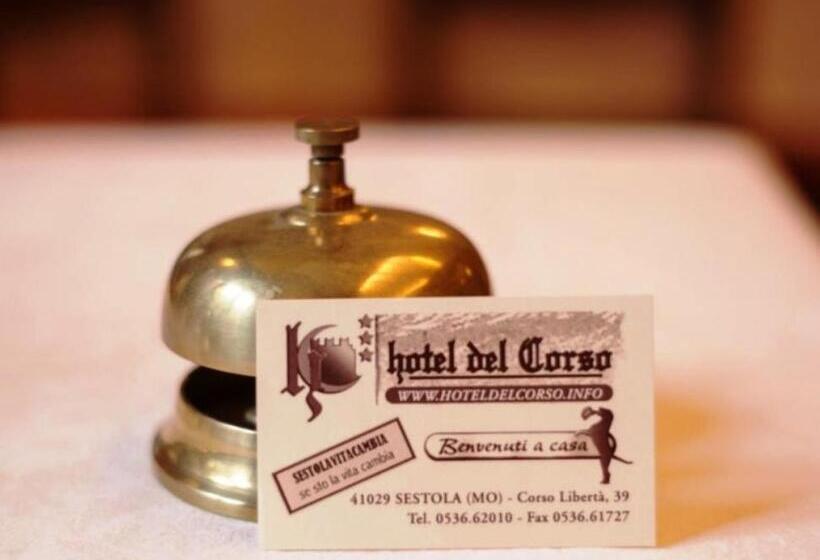 hotel del Corso
WWW.HOTELDELCORSO.INFO
Benvenuti a casa
SESTOLAVITACAMBIA
se sto la vita cambia
41029 SESTOLA (MO) - Corso Libertà, 39
Tel. 0536.62010 - Fax 0536.61727